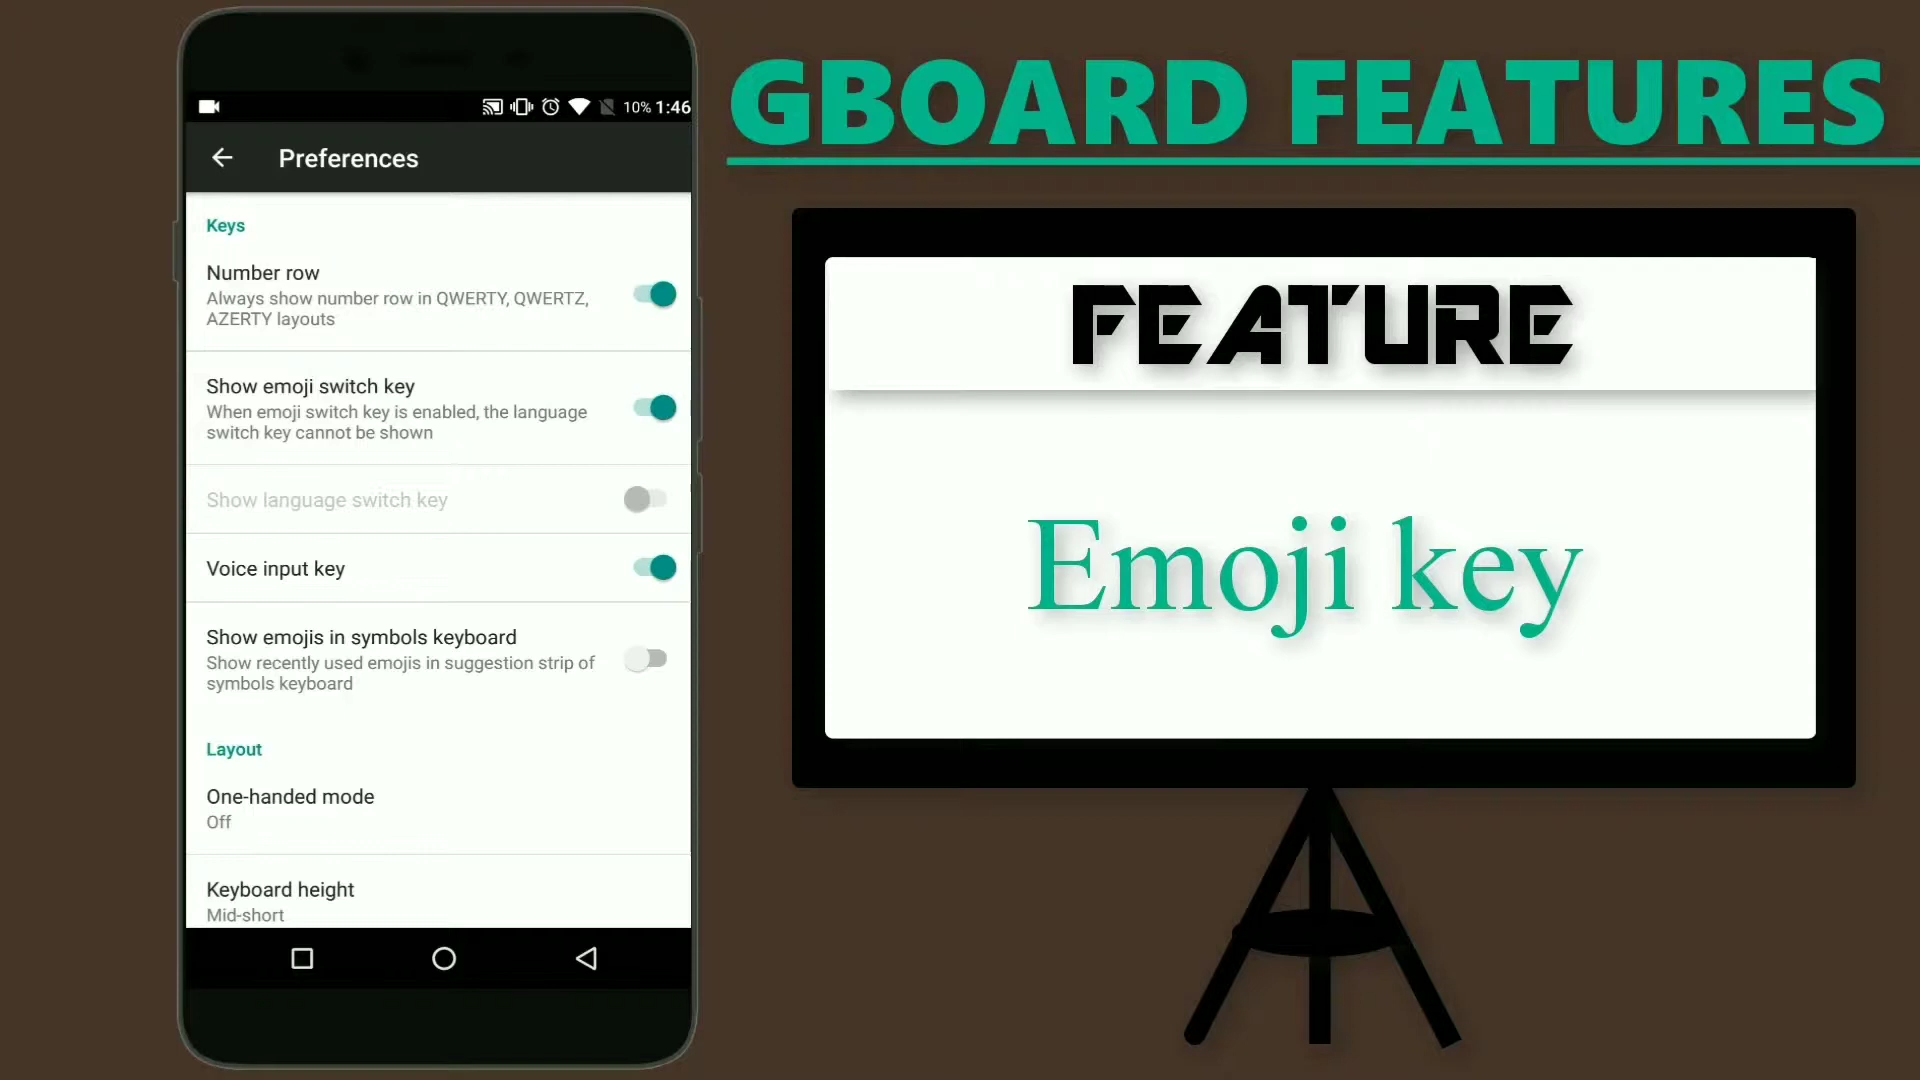 10% 1:46
Preferences
Keys
Number row
Always show number row in QWERTY, QWERTZ,
AZERTY layouts
Show emoji switch key
When emoji switch key is enabled, the language
switch key cannot be shown
Show language switch key
Voice input key
Show emojis in symbols keyboard
Show recently used emojis in suggestion strip of
symbols keyboard
Layout
One-handed mode
Off
Keyboard height
Mid-short
GBOARD FEATURES
FEATURE
Emoji key